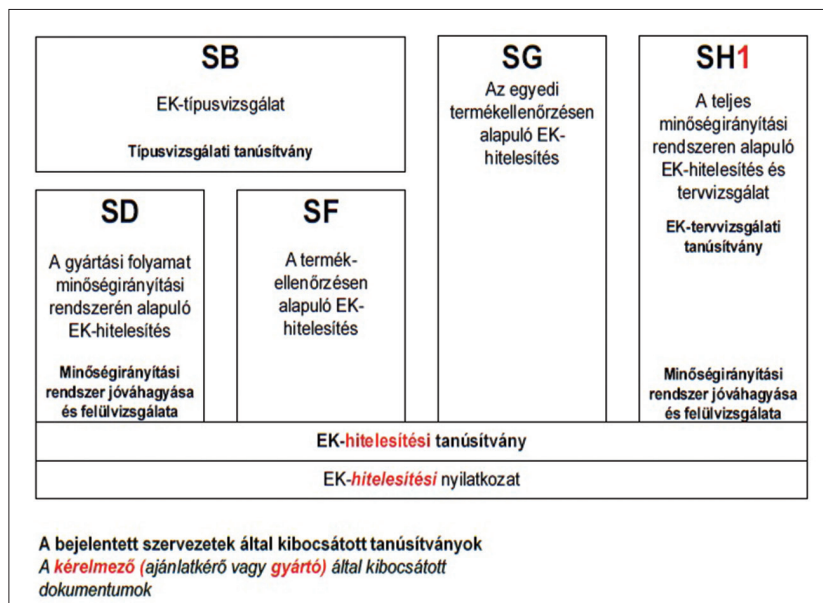 SB
EK-típusvizsgálat
Típusvizsgálati tanúsítvány
SG
Az egyedi
termékellenőrzésen
alapuló EK-
hitelesítés
SH1
A teljes
minőségirányítási
rendszeren alapuló
EK-hitelesítés és
tervvizsgálat
EK-tervvizsgálati
tanúsítvány
Minőségirányítási
rendszer jóváhagyása
és felülvizsgálata
SD
A gyártási folyamat
minőségirányítási
rendszerén alapuló
EK-hitelesítés
Minőségirányítási
rendszer jóváhagyása
és felülvizsgálata
SF
A termék-
ellenőrzésen
alapuló EK-
hitelesítés
EK-hitelesítési tanúsítvány
EK-hitelesítési nyilatkozat
A bejelentett szervezetek által kibocsátott tanúsítványok
A kérelmező (ajánlatkérő vagy gyártó) által kibocsátott
dokumentumok